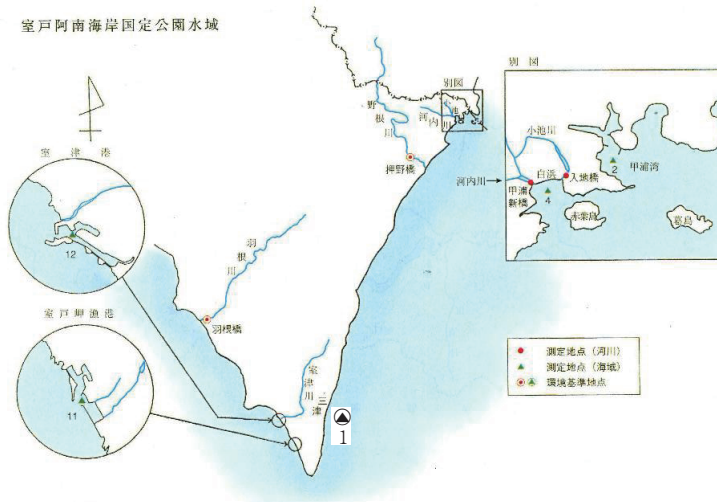 室戸阿南海岸国定公園水域
別図
別図
野根川
河内川
小池川
押野橋
室津港
12
羽根川
羽根橋
室戸岬漁港
11
室津川
三津
1
小池川
河内川
甲浦新橋
白浜
入地橋
甲浦湾
2
4
赤葉島
葛島
測定地点(河川)
測定地点(海域)
環境基準地点